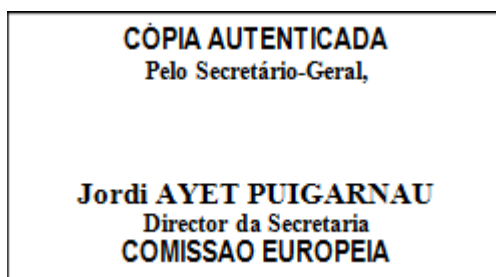 CÓPIA AUTENTICADA
Pelo Secretário-Geral,
Jordi AYET PUIGARNAU
Director da Secretaria
COMISSAO EUROPEIA